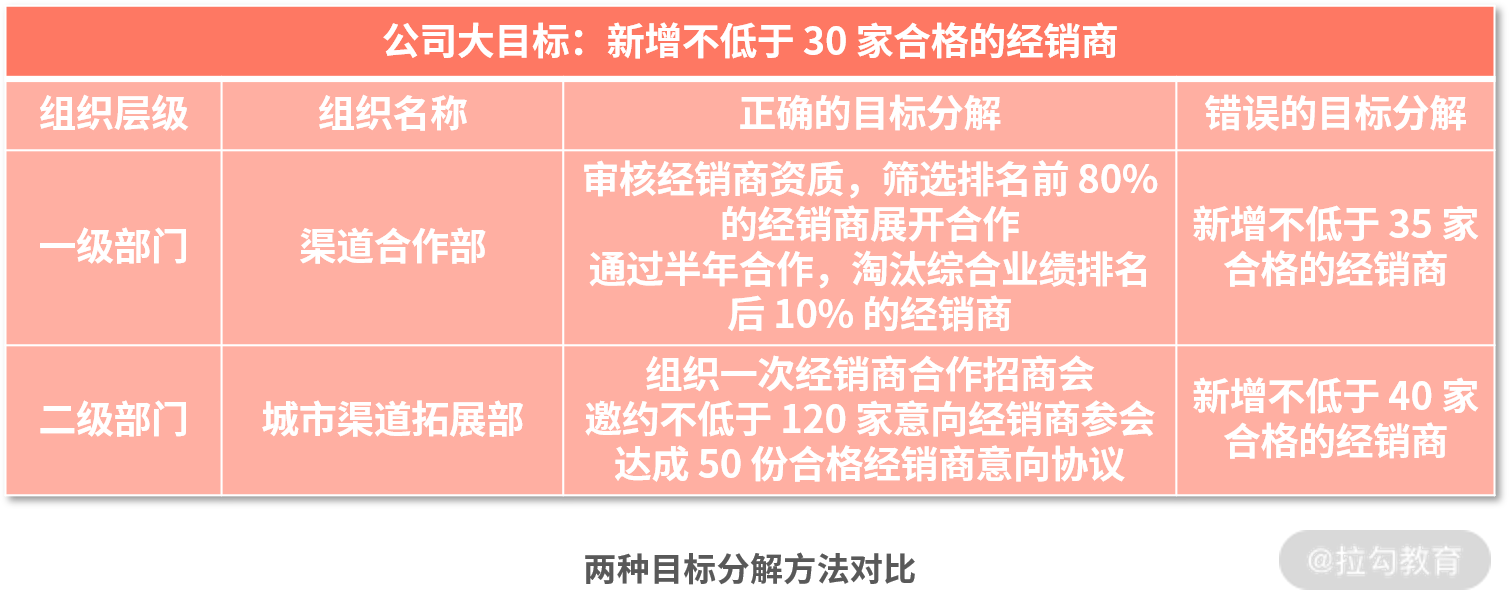 公司大目标：新增不低于 30 家合格的经销商
组织层级
组织名称
正确的目标分解
错误的目标分解
一级部门
渠道合作部
审核经销商资质，筛选排名前 80%
的经销商展开合作
通过半年合作，淘汰综合业绩排名
后 10% 的经销商
新增不低于 35 家
合格的经销商
二级部门
城市渠道拓展部
组织一次经销商合作招商会
邀约不低于 120 家意向经销商参会
达成 50 份合格经销商意向协议
新增不低于 40 家
合格的经销商
两种目标分解方法对比
@拉勾教育